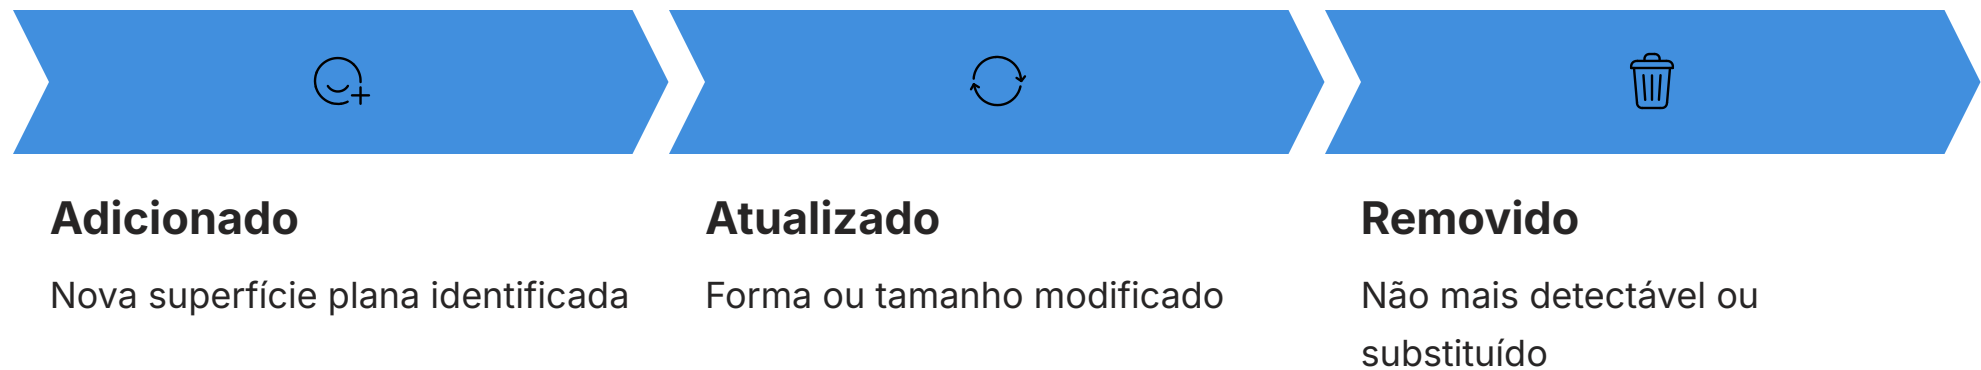 Adicionado
Nova superfície plana identificada
Atualizado
Forma ou tamanho modificado
Removido
Não mais detectável ou
substituído